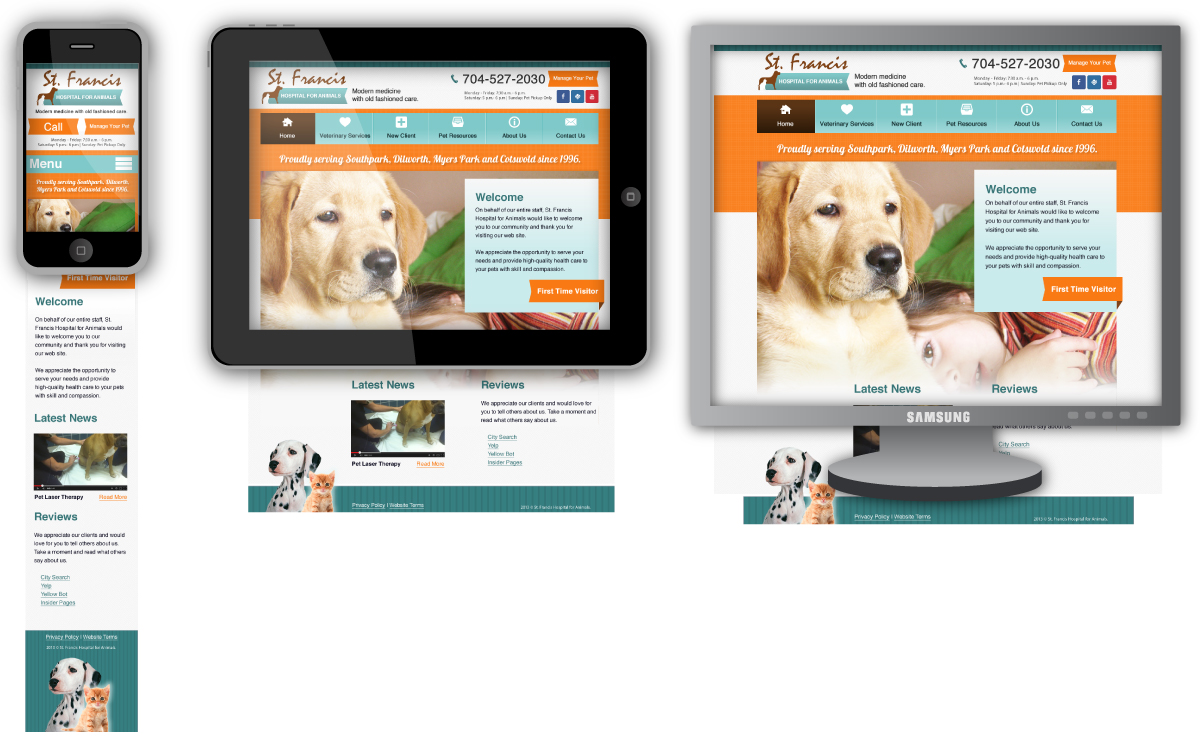 St. Francis
HOSPITAL FOR ANIMALS
Modern medicine with old fashioned care.
Call
Manage Your Pet
Monday - Friday 7:30 a.m. - 6 p.m.
Saturday 9 p.m.- 6 p.m.| Sunday Pet Pickup Only
Menu
Proudly serving Southpark, Dilworth,
Myers Park and Cotswold since 1996.
First Time Visitor
Welcome
On behalf of our entire staff, St.
Francis Hospital for Animals would
like to welcome you to our
community and thank you for visiting
our web site.
We appreciate the opportunity to
serve your needs and provide
high-quality health care to your pets
with skill and compassion.
Latest News
Pet Laser Therapy
Read More
Reviews
We appreciate our clients and would
love for you to tell others about us.
Take a moment and read what others
say about us.
City Search
Yelp
Yellow Bot
Insider Pages
Privacy Policy | Website Terms
2013 © St. Francis Hospital for Animals.
St. Francis
HOSPITAL FOR ANIMALS
Modern medicine
with old fashioned care.
704-527-2030
Manage Your Pet
Monday - Friday 7:30 a.m. - 6 p.m.
Saturday 9 p.m.- 6 p.m.| Sunday Pet Pickup Only
Home
Veterinary Services
New Client
Pet Resources
About Us
Contact Us
Proudly serving Southpark, Dilworth, Myers Park and Cotswold since 1996.
Welcome
On behalf of our entire staff, St. Francis
Hospital for Animals would like to welcome
you to our community and thank you for
visiting our web site.
We appreciate the opportunity to serve your
needs and provide high-quality health care to
your pets with skill and compassion.
First Time Visitor
Latest News
Pet Laser Therapy
Read More
Reviews
We appreciate our clients and would love for
you to tell others about us. Take a moment and
read what others say about us.
City Search
Yelp
Yellow Bot
Insider Pages
Privacy Policy | Website Terms
2013 © St. Francis Hospital for Animals.
St. Francis
HOSPITAL FOR ANIMALS
Modern medicine
with old fashioned care.
704-527-2030
Manage Your Pet
Monday - Friday 7:30 a.m. - 6 p.m.
Saturday 9 p.m.- 6 p.m.| Sunday Pet Pickup Only
Home
Veterinary Services
New Client
Pet Resources
About Us
Contact Us
Proudly serving Southpark, Dilworth, Myers Park and Cotswold since 1996.
Welcome
On behalf of our entire staff, St. Francis
Hospital for Animals would like to welcome
you to our community and thank you for
visiting our web site.
We appreciate the opportunity to serve your
needs and provide high-quality health care to
your pets with skill and compassion.
First Time Visitor
Latest News
Reviews
SAMSUNG
read what others say about us.
City Search
Privacy Policy | Website Terms
2013 © St. Francis Hospital for Animals.